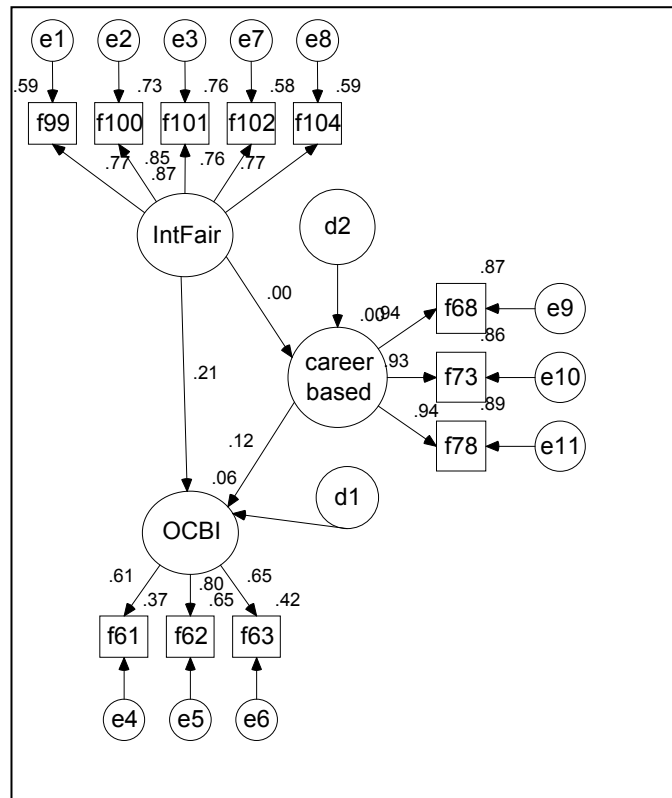 e1 e2 e3 e7 e8
.59 .73 .76 .58 .59
f99 f100 f101 f102 f104
.77 .85 .87 .76 .77
IntFair
d2
.00
.87
f68
e9
.00 .94
.86
career
based
.93
f73
e10
.21
.89
.94
f78
e11
.12
.06
d1
OCBI
.61 .80 .65
.37 .65 .42
f61 f62 f63
e4 e5 e6